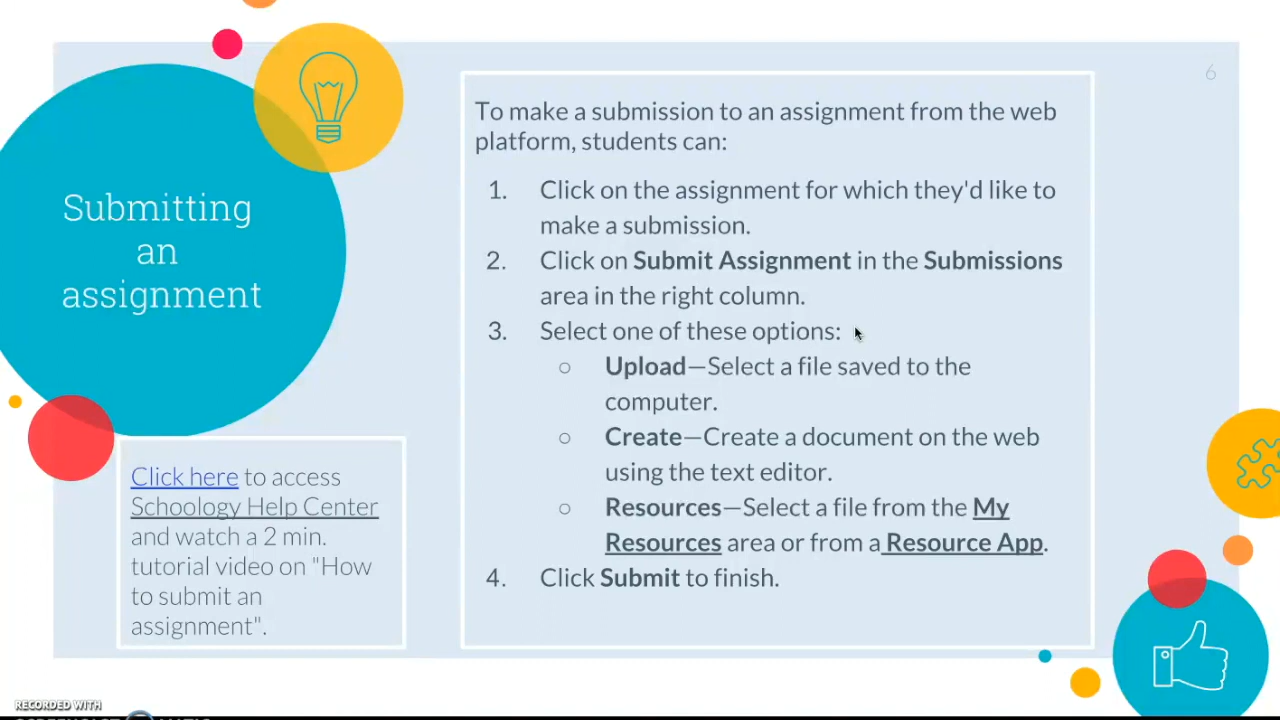 6
Submitting
an
assignment
To make a submission to an assignment from the web
platform, students can:
1. Click on the assignment for which they'd like to
make a submission.
2. Click on Submit Assignment in the Submissions
area in the right column.
3. Select one of these options:
○ Upload—Select a file saved to the
computer.
○ Create—Create a document on the web
using the text editor.
○ Resources—Select a file from the My
Resources area or from a Resource App.
4. Click Submit to finish.
Click here to access
Schoology Help Center
and watch a 2 min.
tutorial video on "How
to submit an
assignment".
RECORDED WITH